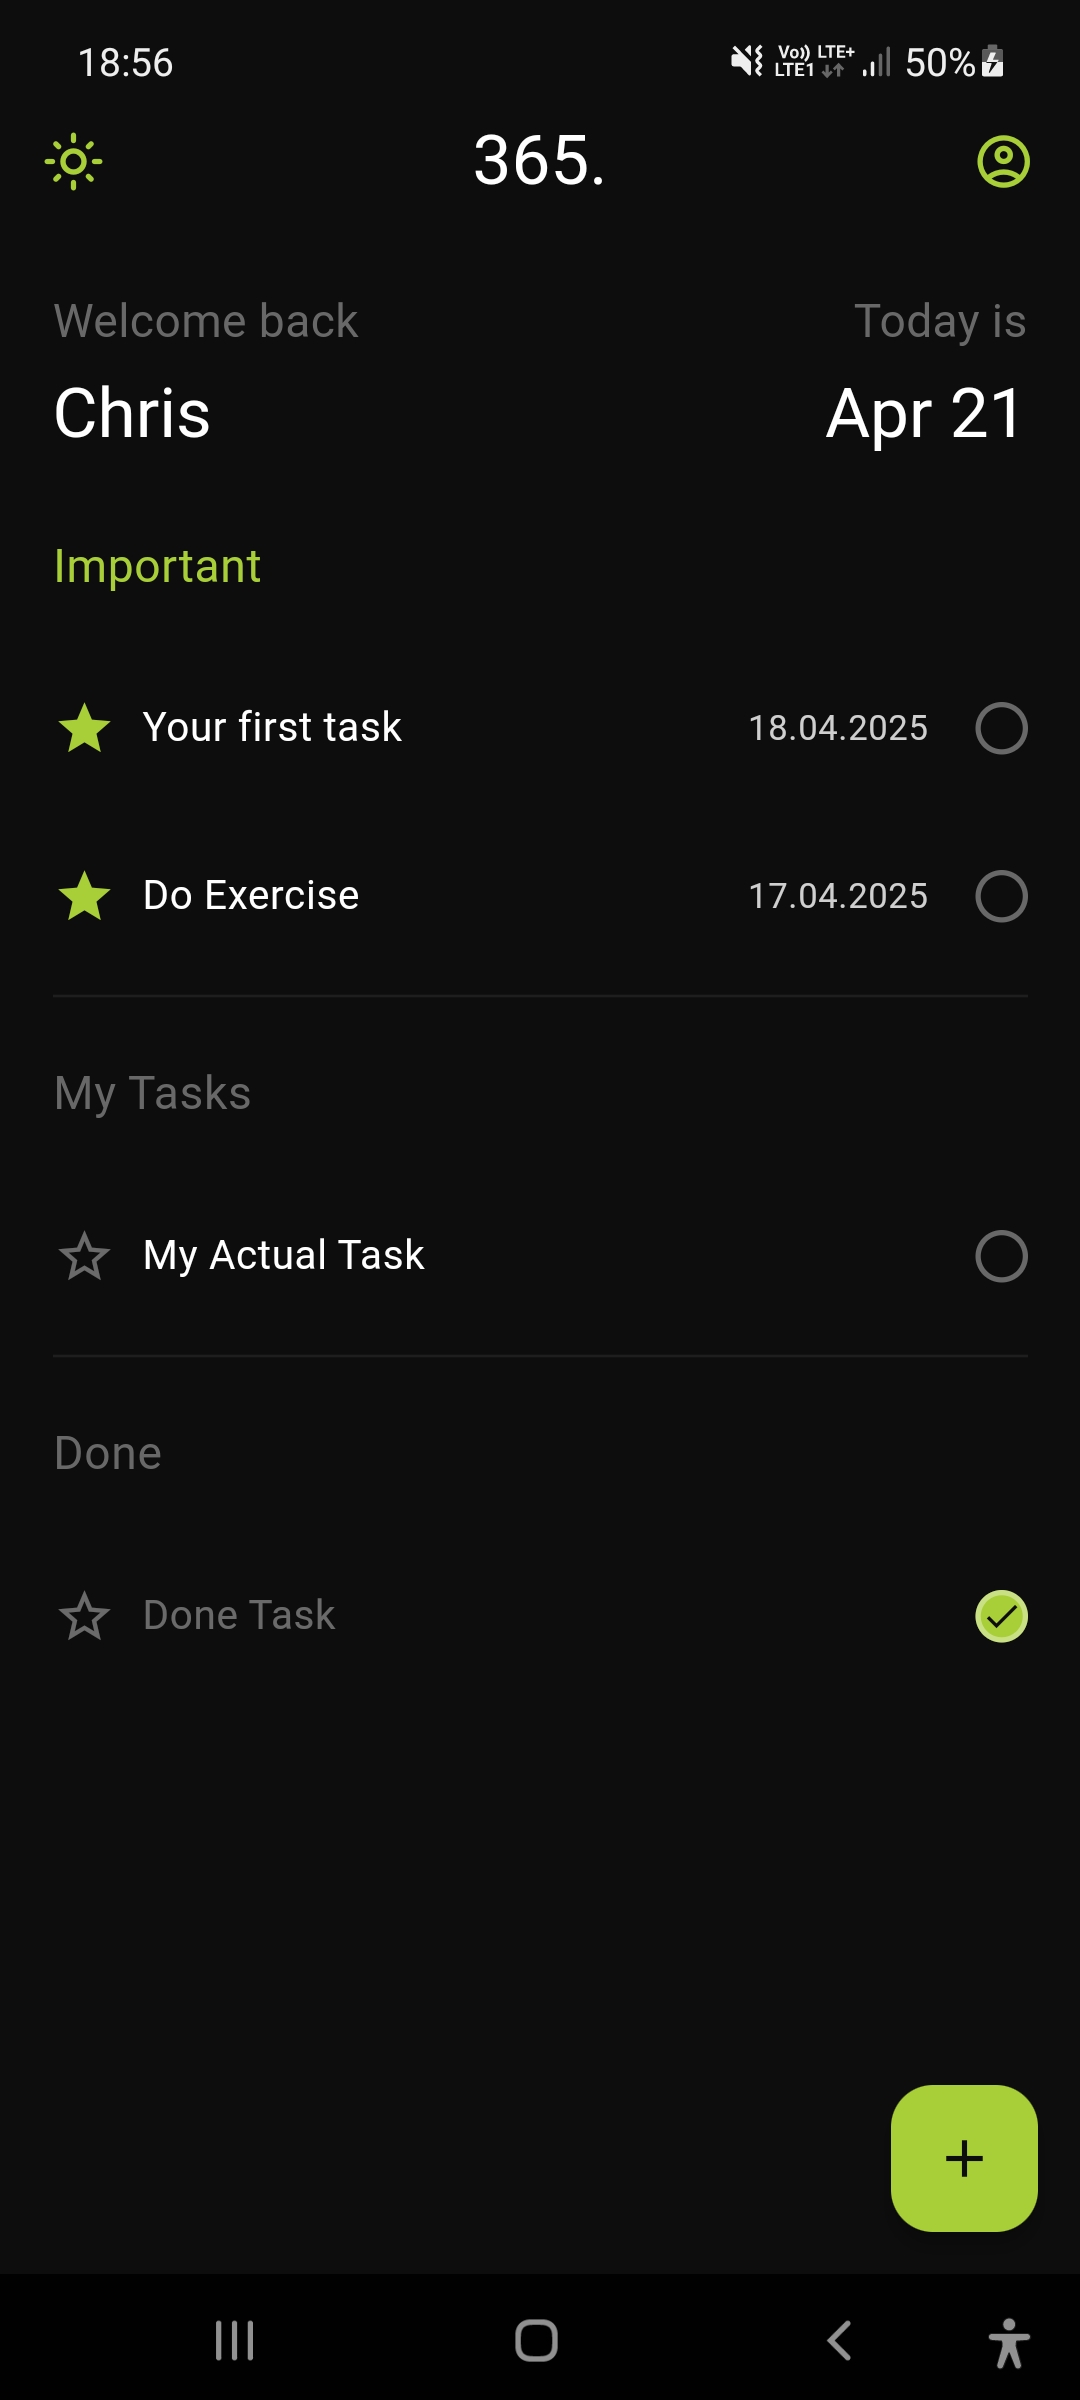 18:56
Vo)) LTE+
LTE1
50%
365.
Welcome back
Today is
Chris
Apr 21
Important
Your first task
18.04.2025
Do Exercise
17.04.2025
My Tasks
My Actual Task
Done
Done Task